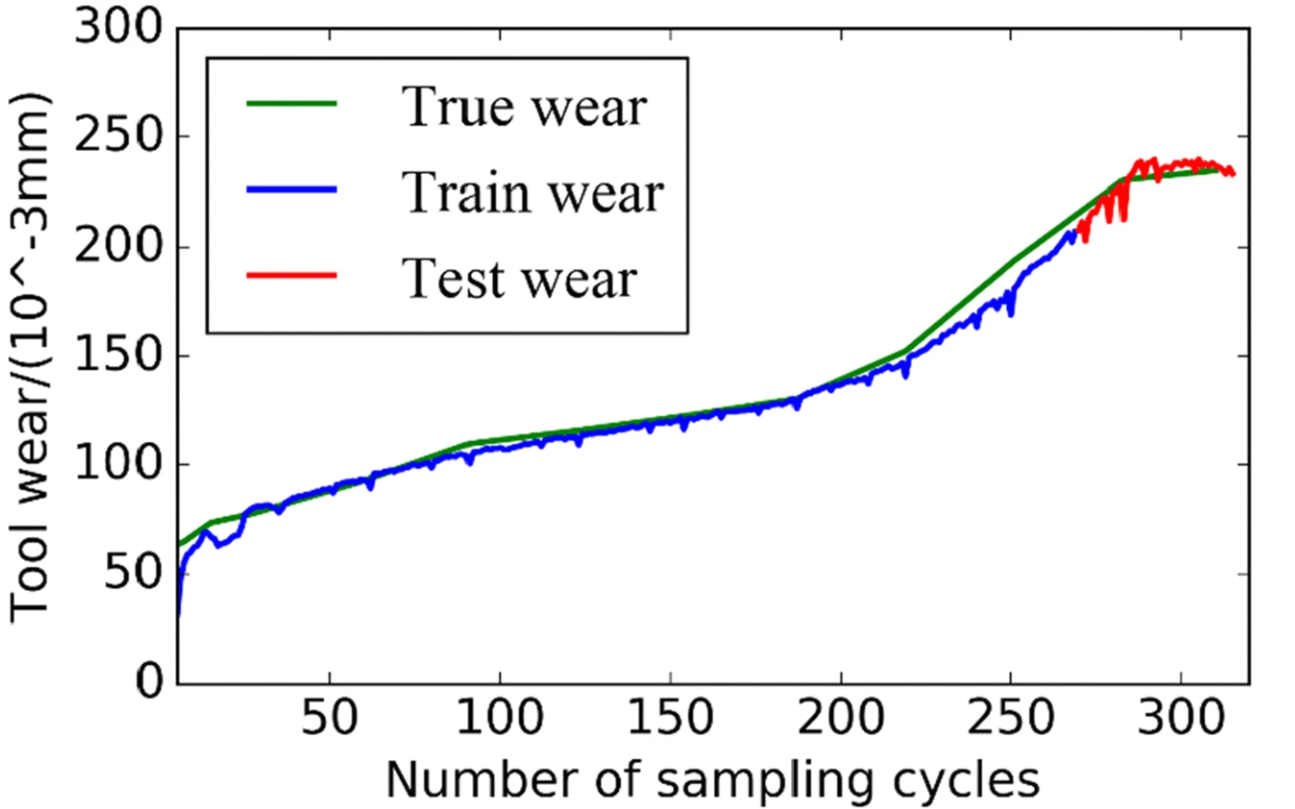 300
250
200
150
100
50
0
Tool wear/(10^-3mm)
True wear
Train wear
Test wear
50 100 150 200 250 300
Number of sampling cycles